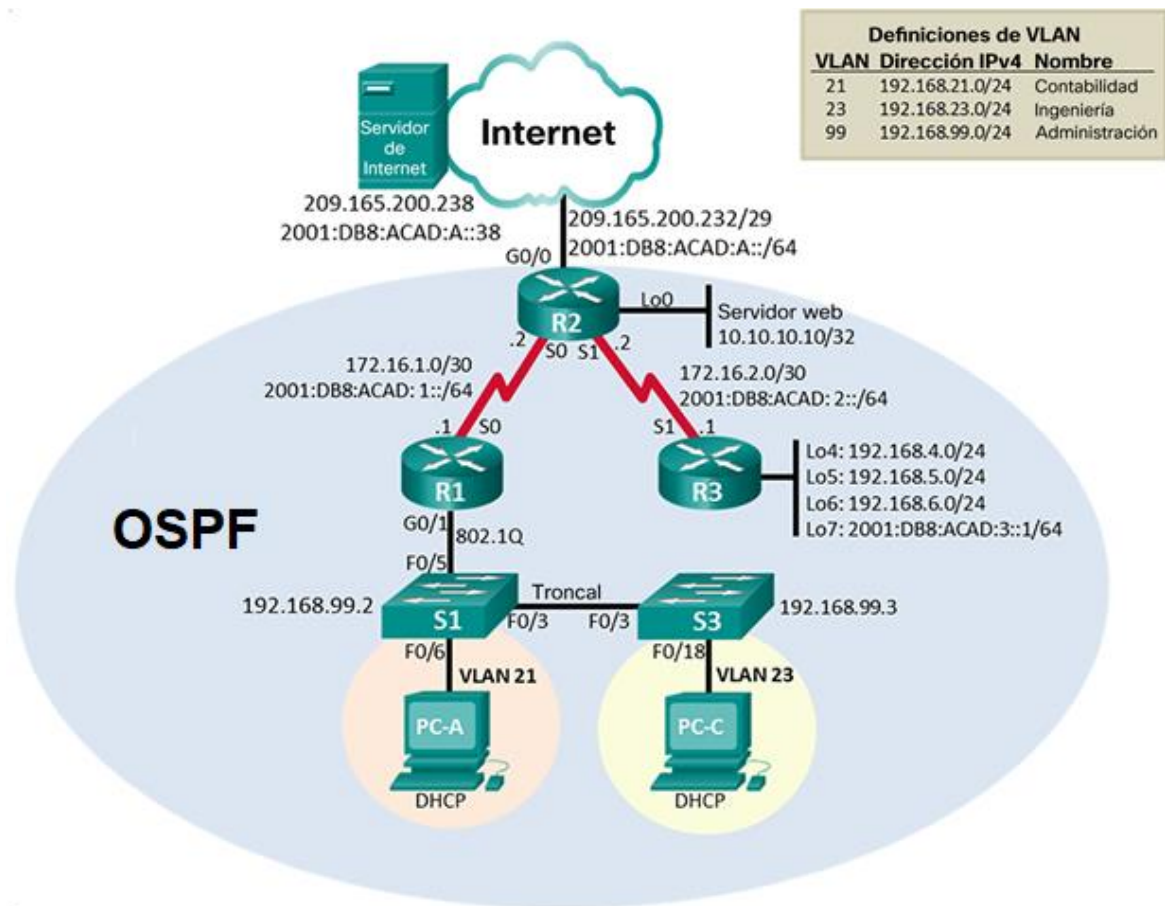 Definiciones de VLAN
VLAN Dirección IPv4 Nombre
21 192.168.21.0/24 Contabilidad
23 192.168.23.0/24 Ingeniería
99 192.168.99.0/24 Administración
Servidor
de
Internet
Internet
209.165.200.238
2001:DB8:ACAD:A::38
209.165.200.232/29
2001:DB8:ACAD:A::/64
G0/0
R2
Lo0
Servidor web
10.10.10.10/32
.2
S0
S1
.2
172.16.1.0/30
2001:DB8:ACAD: 1::/64
172.16.2.0/30
2001:DB8:ACAD: 2::/64
.1
S0
S1
.1
R1
R3
Lo4: 192.168.4.0/24
Lo5: 192.168.5.0/24
Lo6: 192.168.6.0/24
Lo7: 2001:DB8:ACAD:3::1/64
OSPF
G0/1
802.1Q
F0/5
192.168.99.2
S1
Troncal
F0/3
F0/3
S3
192.168.99.3
F0/6
F0/18
VLAN 21
VLAN 23
PC-A
PC-C
DHCP
DHCP